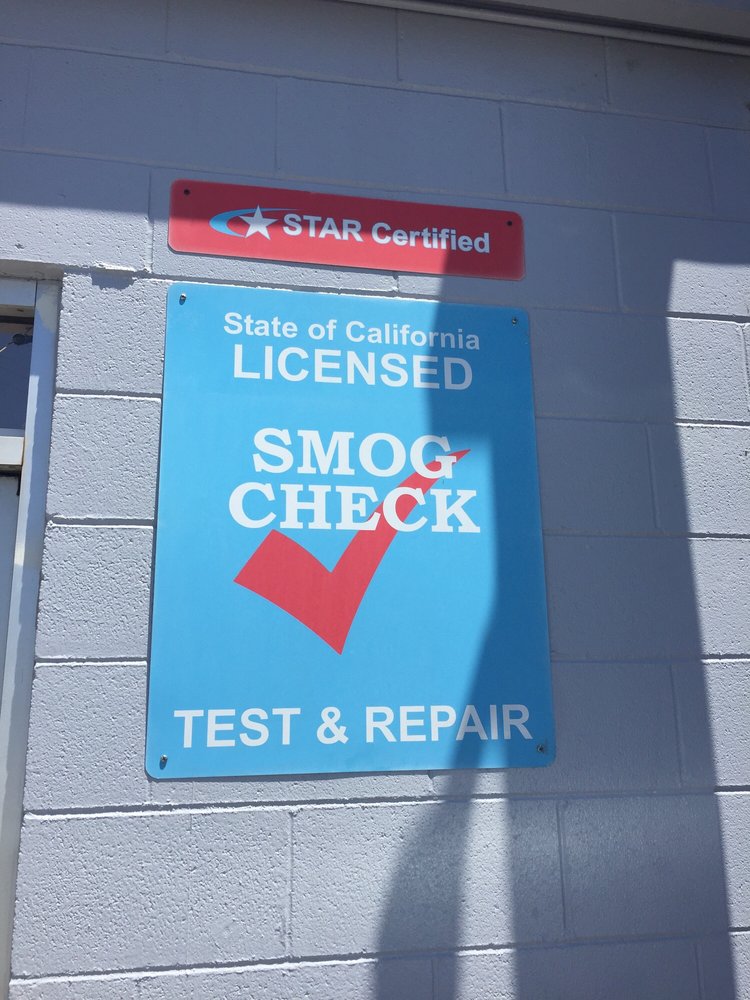 STAR Certified
State of California
LICENSED
SMOG
CHECK
TEST & REPAIR